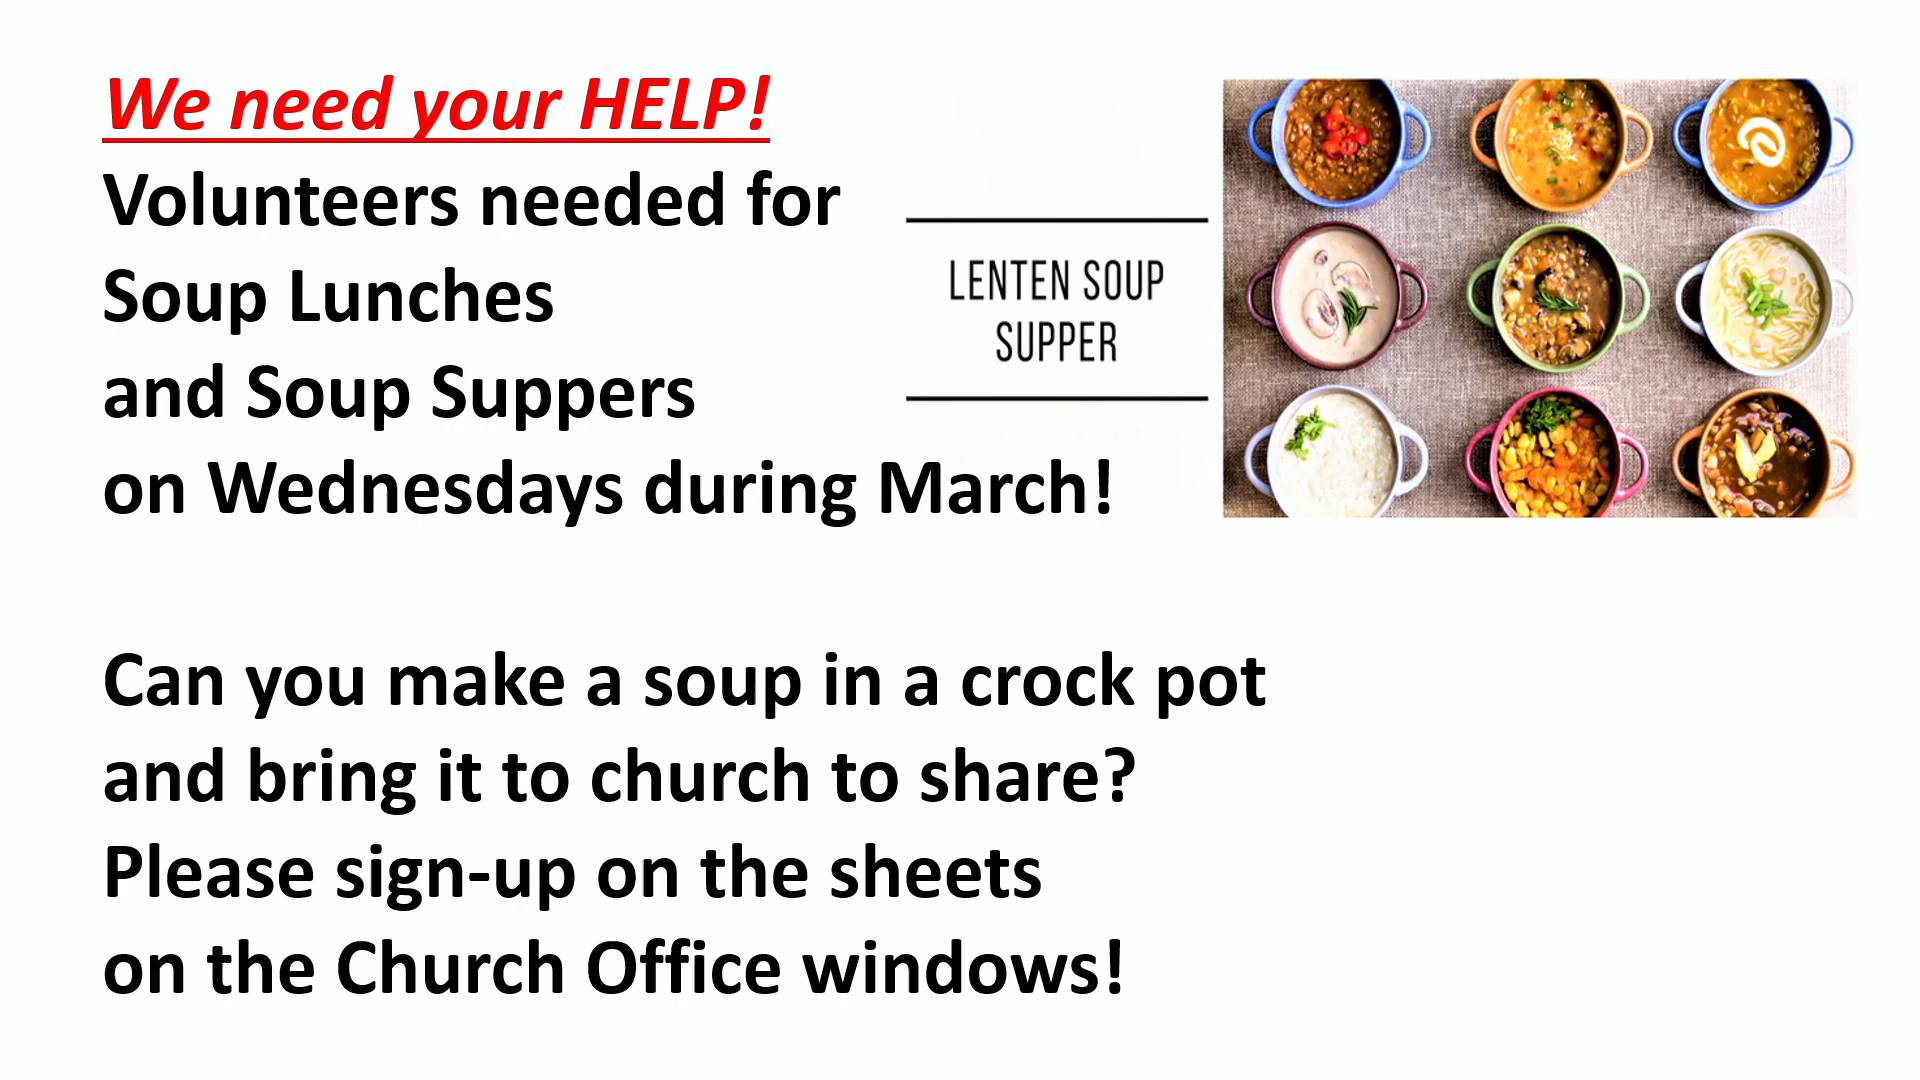 We need your HELP!
Volunteers needed for
Soup Lunches
and Soup Suppers
on Wednesdays during March!
LENTEN SOUP
SUPPER
Can you make a soup in a crock pot
and bring it to church to share?
Please sign-up on the sheets
on the Church Office windows!